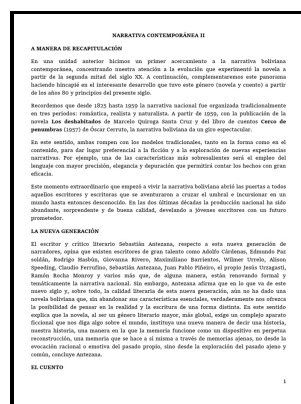 NARRATIVA CONTEMPORÁNEA II
A MANERA DE RECAPITULACIÓN
En una unidad anterior hicimos un primer acercamiento a la narrativa boliviana
contemporánea, concentrando nuestra atención a la evolución que experimentó la novela a
partir de la segunda mitad del siglo XX. A continuación, complementaremos este panorama
haciendo hincapié en el interesante desarrollo que tuvo este género (novela y cuento) a partir
de los años 80 y principios del presente siglo.
Recordemos que desde 1825 hasta 1959 la narrativa nacional fue organizada tradicionalmente
en tres periodos: romántica, realista y naturalista. A partir de 1959, con la publicación de la
novela Los deshabitados de Marcelo Quiroga Santa Cruz y del libro de cuentos Cerco de
penumbras (1957) de Óscar Cerruto, la narrativa boliviana da un giro espectacular.
En este sentido, ambas rompen con los modelos tradicionales, tanto en la forma como en el
contenido, para dar lugar preferencial a la ficción y a la exploración de nuevas experiencias
narrativas. Por ejemplo, una de las características más sobresalientes será el empleo del
lenguaje con mayor precisión, elegancia y depuración que permitirá contar los hechos con gran
eficacia.
Este momento extraordinario que empezó a vivir la narrativa boliviana abrió las puertas a todos
aquellos escritores y escritoras que se aventuraron a cruzar el umbral e incursionar en un
mundo hasta entonces desconocido. En las dos últimas décadas la producción nacional ha sido
abundante, sorprendente y de buena calidad, develando a jóvenes escritores con un futuro
prometedor.
LA NUEVA GENERACIÓN
El escritor y crítico literario Sebastián Antezana, respecto a esta nueva generación de
narradores, opina que existen escritores de gran talento como Adolfo Cárdenas, Edmundo Paz
soldán, Rodrigo Hasbún, Giovanna Rivero, Maximiliano Barrientos, Wilmer Urrelo, Alison
Speeding, Claudio Ferrufino, Sebastián Antezana, Juan Pablo Piñeiro, el propio Jesús Urzagasti,
Ramón Rocha Monroy y varios más que, de alguna manera, están renovando formal y
temáticamente la narrativa nacional. Sin embargo, Antezana afirma que en lo que va de este
nuevo siglo y, sobre todo, la calidad literaria de esta nueva generación, aún no ha dado una
novela boliviana que, sin abandonar sus características esenciales, verdaderamente nos ofrezca
la posibilidad de pensar en la realidad y la escritura de una forma distinta. En este sentido
explica que la novela, al ser un género literario mayor, más global, exige un complejo aparato
ficcional que nos diga algo sobre el mundo, instituya una nueva manera de decir una historia,
nuestra historia, una manera en la que la memoria funcione como un dispositivo en perpetua
reconstrucción, una memoria que se hace a sí misma a través de memorias ajenas, no desde la
evocación racional o emotiva del pasado propio, sino desde la exploración del pasado ajeno y
común, concluye Antezana.
EL CUENTO
1